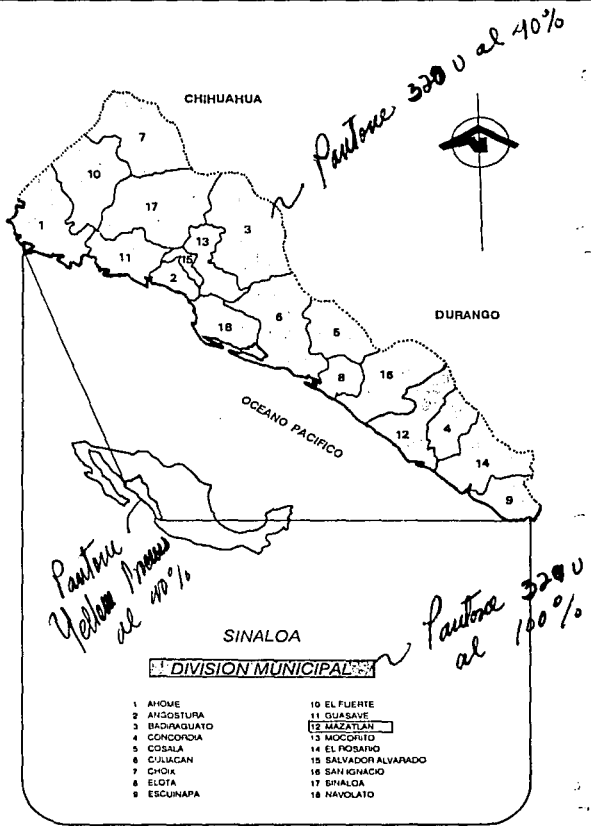 Pantone 320 U al 40%
CHIHUAHUA
7
10
N
17
1
3
13
11
15
2
DURANGO
6
18
5
8
16
OCEANO PACIFICO
12
4
14
9
Pantone
Yellow
al 40%
Pantone 320 U
al 100%
SINALOA
DIVISION MUNICIPAL
1 AHOME
2 ANGOSTURA
3 BADIRAGUATO
4 CONCORDIA
5 COSALA
6 CULIACAN
7 CHOIX
8 ELOTA
9 ESCUINAPA
10 EL FUERTE
11 GUASAVE
12 MAZATLAN
13 MOCORITO
14 EL ROSARIO
15 SALVADOR ALVARADO
16 SAN IGNACIO
17 SINALOA
18 NAVOLATO